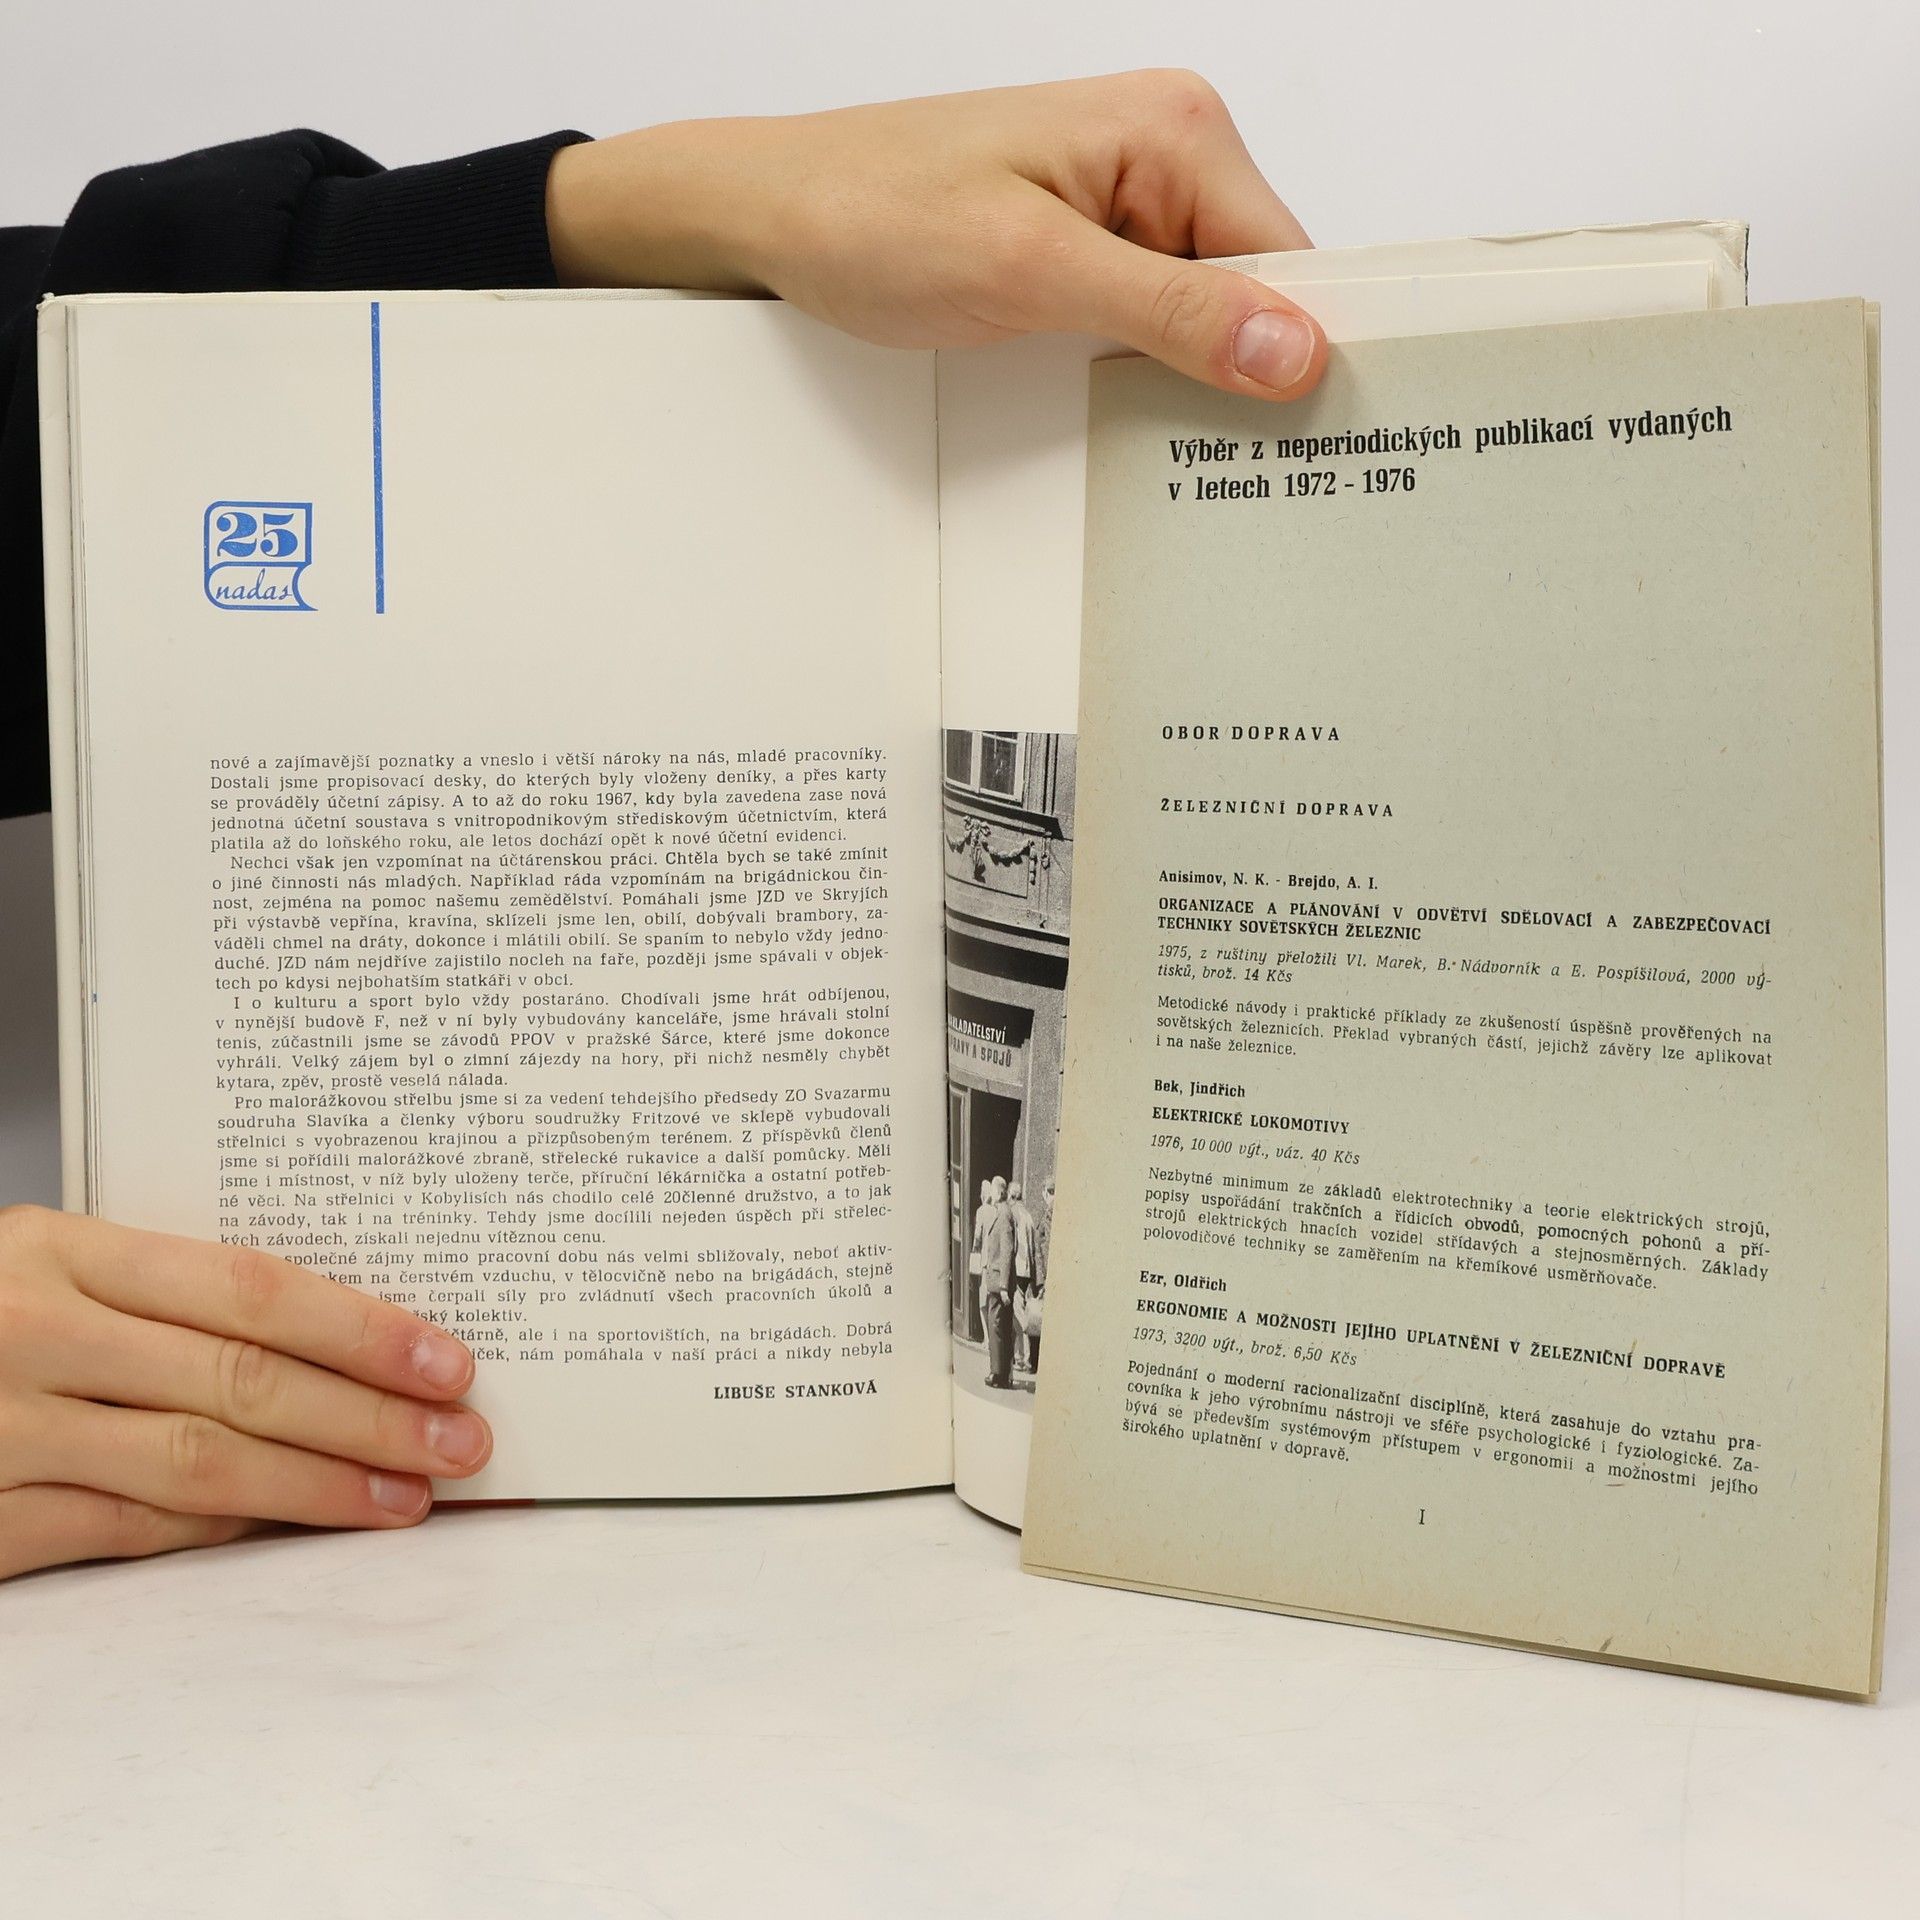 25
nadas
nové a zajímavější poznatky a vneslo i větší nároky na nás, mladé pracovníky.
Dostali jsme propisovací desky, do kterých byly vloženy deníky, a přes karty
se prováděly účetní zápisy. A to až do roku 1967, kdy byla zavedena zase nová
jednotná účetní soustava s vnitropodnikovým střediskovým účetnictvím, která
platila až do loňského roku, ale letos dochází opět k nové účetní evidenci.
Nechci však jen vzpomínat na účtárenskou práci. Chtěla bych se také zmínit
o jiné činnosti nás mladých. Například ráda vzpomínám na brigádnickou čin-
nost, zejména na pomoc našemu zemědělství. Pomáhali jsme JZD ve Skryjích
při výstavbě vepřína, kravína, sklízeli jsme len, obilí, dobývali brambory, za-
váděli chmel na dráty, dokonce i mlátili obilí. Se spaním to nebylo vždy jedno-
duché. JZD nám nejdříve zajistilo nocleh na faře, později jsme spávali v objek-
tech po kdysi nejbohatším statkáři v obci.
I o kulturu a sport bylo vždy postaráno. Chodívali jsme hrát odbíjenou,
v nynější budově F, než v ní byly vybudovány kanceláře, jsme hrávali stolní
tenis, zúčastnili jsme se závodů PPOV v pražské Šárce, které jsme dokonce
vyhráli. Velký zájem byl o zimní zájezdy na hory, při nichž nesměly chybět
kytara, zpěv, prostě veselá nálada.
Pro malorážkovou střelbu jsme si za vedení tehdejšího předsedy ZO Svazarmu
soudruha Slavíka a členky výboru soudružky Fritzové ve sklepě vybudovali
střelnici s vyobrazenou krajinou a přizpůsobeným terénem. Z příspěvků členů
jsme si pořídili malorážkové zbraně, střelecké rukavice a další pomůcky. Měli
jsme i místnost, v níž byly uloženy terče, příruční lékárnička a ostatní potřeb-
né věci. Na střelnici v Kobylisích nás chodilo celé 20členné družstvo, a to jak
na závody, tak i na tréninky. Tehdy jsme docílili nejeden úspěch při střelec-
kých závodech, získali nejednu vítěznou cenu.
společné zájmy mimo pracovní dobu nás velmi sbližovaly, neboť aktiv-
kem na čerstvém vzduchu, v tělocvičně nebo na brigádách, stejně
jsme čerpali síly pro zvládnutí všech pracovních úkolů a
ský kolektiv.
čtárně, ale i na sportovištích, na brigádách. Dobrá
iček, nám pomáhala v naší práci a nikdy nebyla
LIBUŠE STANKOVÁ
KLADATELSTVÍ
PRAVY A SPOJŮ
Výběr z neperiodických publikací vydaných
v letech 1972 - 1976
OBOR DOPRAVA
ŽELEZNIČNÍ DOPRAVA
Anisimov, N. K. - Brejdo, A. I.
ORGANIZACE A PLÁNOVÁNÍ V ODVĚTVÍ SDĚLOVACÍ A ZABEZPEČOVACÍ
TECHNIKY SOVĚTSKÝCH ŽELEZNIC
1975, z ruštiny přeložili Vl. Marek, B. Nádvorník a E. Pospíšilová, 2000 vý-
tisků, brož. 14 Kčs
Metodické návody i praktické příklady ze zkušeností úspěšně prověřených na
sovětských železnicích. Překlad vybraných částí, jejichž závěry lze aplikovat
i na naše železnice.
Bek, Jindřich
ELEKTRICKÉ LOKOMOTIVY
1976, 10 000 výt., váz. 40 Kčs
Nezbytné minimum ze základů elektrotechniky a teorie elektrických strojů,
popisy uspořádání trakčních a řídicích obvodů, pomocných pohonů a pří-
strojů elektrických hnacích vozidel střídavých a stejnosměrných. Základy
polovodičové techniky se zaměřením na křemíkové usměrňovače.
Ezr, Oldřich
ERGONOMIE A MOŽNOSTI JEJÍHO UPLATNĚNÍ V ŽELEZNIČNÍ DOPRAVĚ
1973, 3200 výt., brož. 6,50 Kčs
Pojednání o moderní racionalizační disciplíně, která zasahuje do vztahu pra-
covníka k jeho výrobnímu nástroji ve sféře psychologické i fyziologické. Za-
bývá se především systémovým přístupem v ergonomii a možnostmi jejího
širokého uplatnění v dopravě.
I